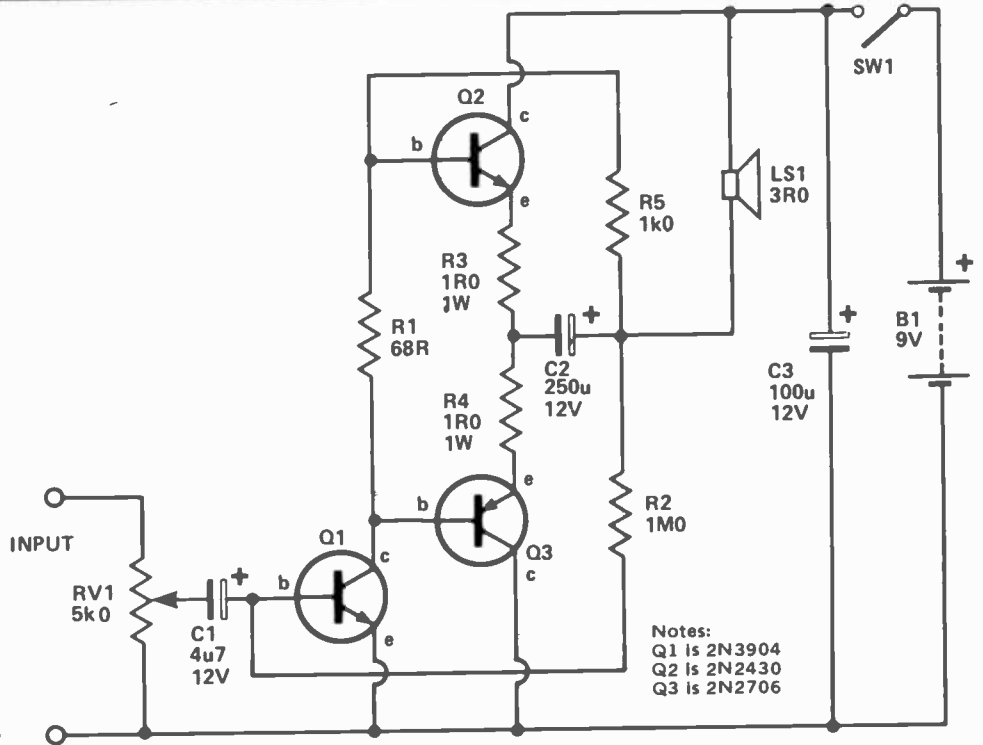 SW1
Q2
c
b
e
LS1
3R0
R5
1k0
R3
1R0
1W
+
+
+
B1
9V
R1
68R
C2
250u
12V
C3
100u
12V
R4
1R0
1W
e
b
Q3
c
R2
1M0
INPUT
Q1
c
b
e
RV1
5k0
+
C1
4u7
12V
Notes:
Q1 is 2N3904
Q2 is 2N2430
Q3 is 2N2706